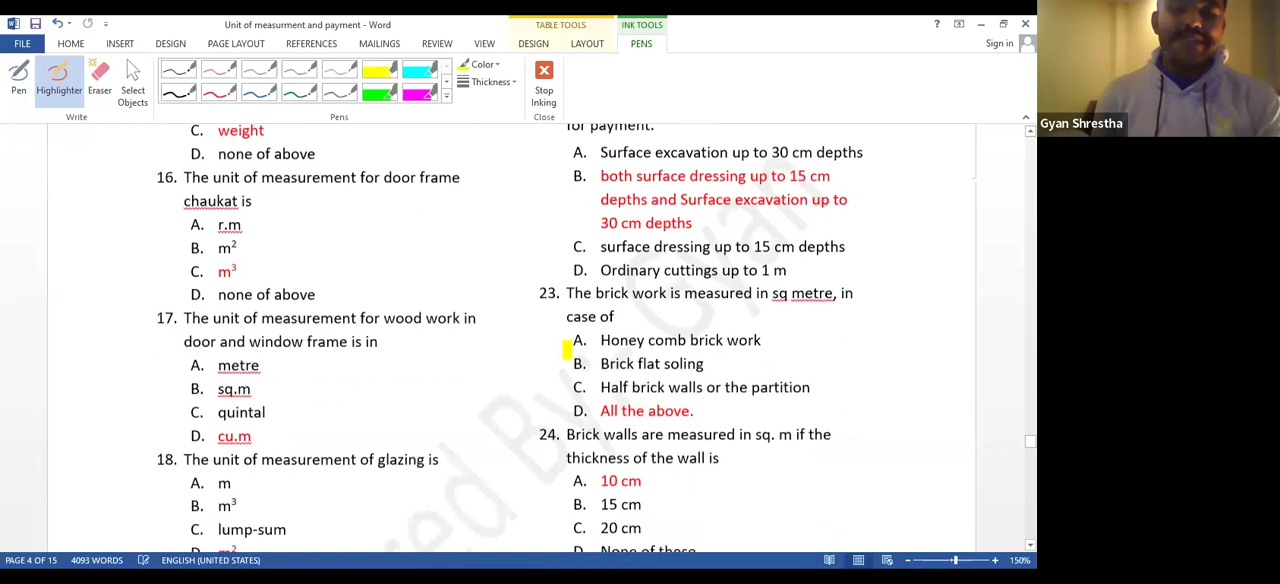 Unit of measurment and payment - Word
TABLE TOOLS
INK TOOLS
FILE
HOME
INSERT
DESIGN
PAGE LAYOUT
REFERENCES
MAILINGS
REVIEW
VIEW
DESIGN
LAYOUT
PENS
Sign in
Pen
Highlighter
Eraser
Select Objects
Color
Thickness
Stop Inking
Write
Pens
Close
Gyan Shrestha
C. weight
D. none of above
16. The unit of measurement for door frame
chaukat is
A. r.m
B. m²
C. m³
D. none of above
17. The unit of measurement for wood work in
door and window frame is in
A. metre
B. sq.m
C. quintal
D. cu.m
18. The unit of measurement of glazing is
A. m
B. m³
C. lump-sum
D. m²
for payment.
A. Surface excavation up to 30 cm depths
B. both surface dressing up to 15 cm
depths and Surface excavation up to
30 cm depths
C. surface dressing up to 15 cm depths
D. Ordinary cuttings up to 1 m
23. The brick work is measured in sq metre, in
case of
A. Honey comb brick work
B. Brick flat soling
C. Half brick walls or the partition
D. All the above.
24. Brick walls are measured in sq. m if the
thickness of the wall is
A. 10 cm
B. 15 cm
C. 20 cm
D. None of these
PAGE 4 OF 15
4093 WORDS
ENGLISH (UNITED STATES)
150%